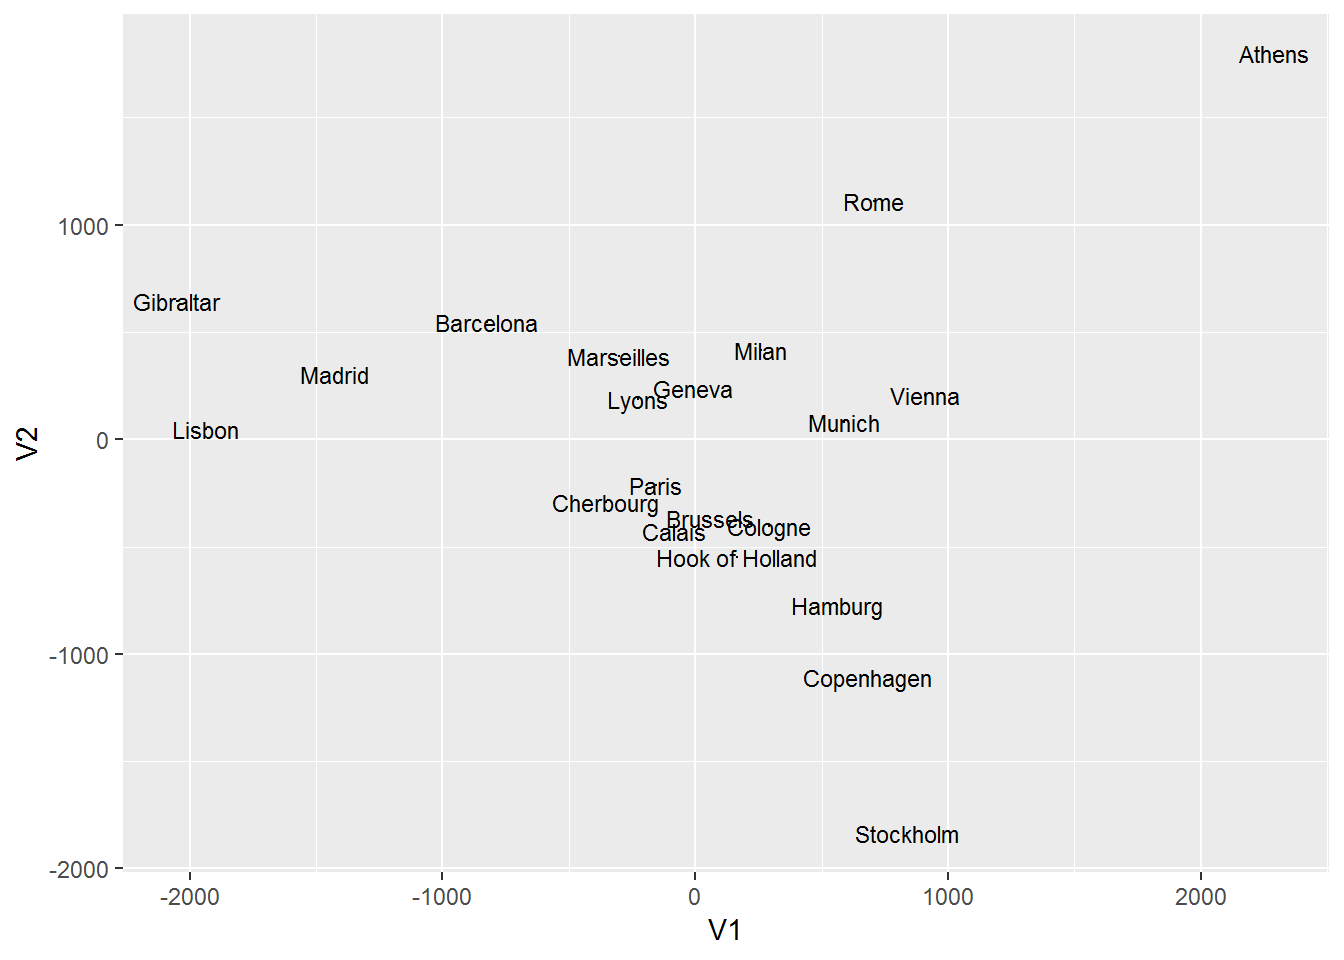 Athens
Rome
1000
Gibraltar
Barcelona
Marseilles
Milan
Madrid
Geneva
Lyons
Vienna
Munich
Lisbon
0
V2
Paris
Cherbourg
Brussels
Cologne
Calais
Hook of Holland
Hamburg
-1000
Copenhagen
Stockholm
-2000
-2000 -1000 0 1000 2000
V1